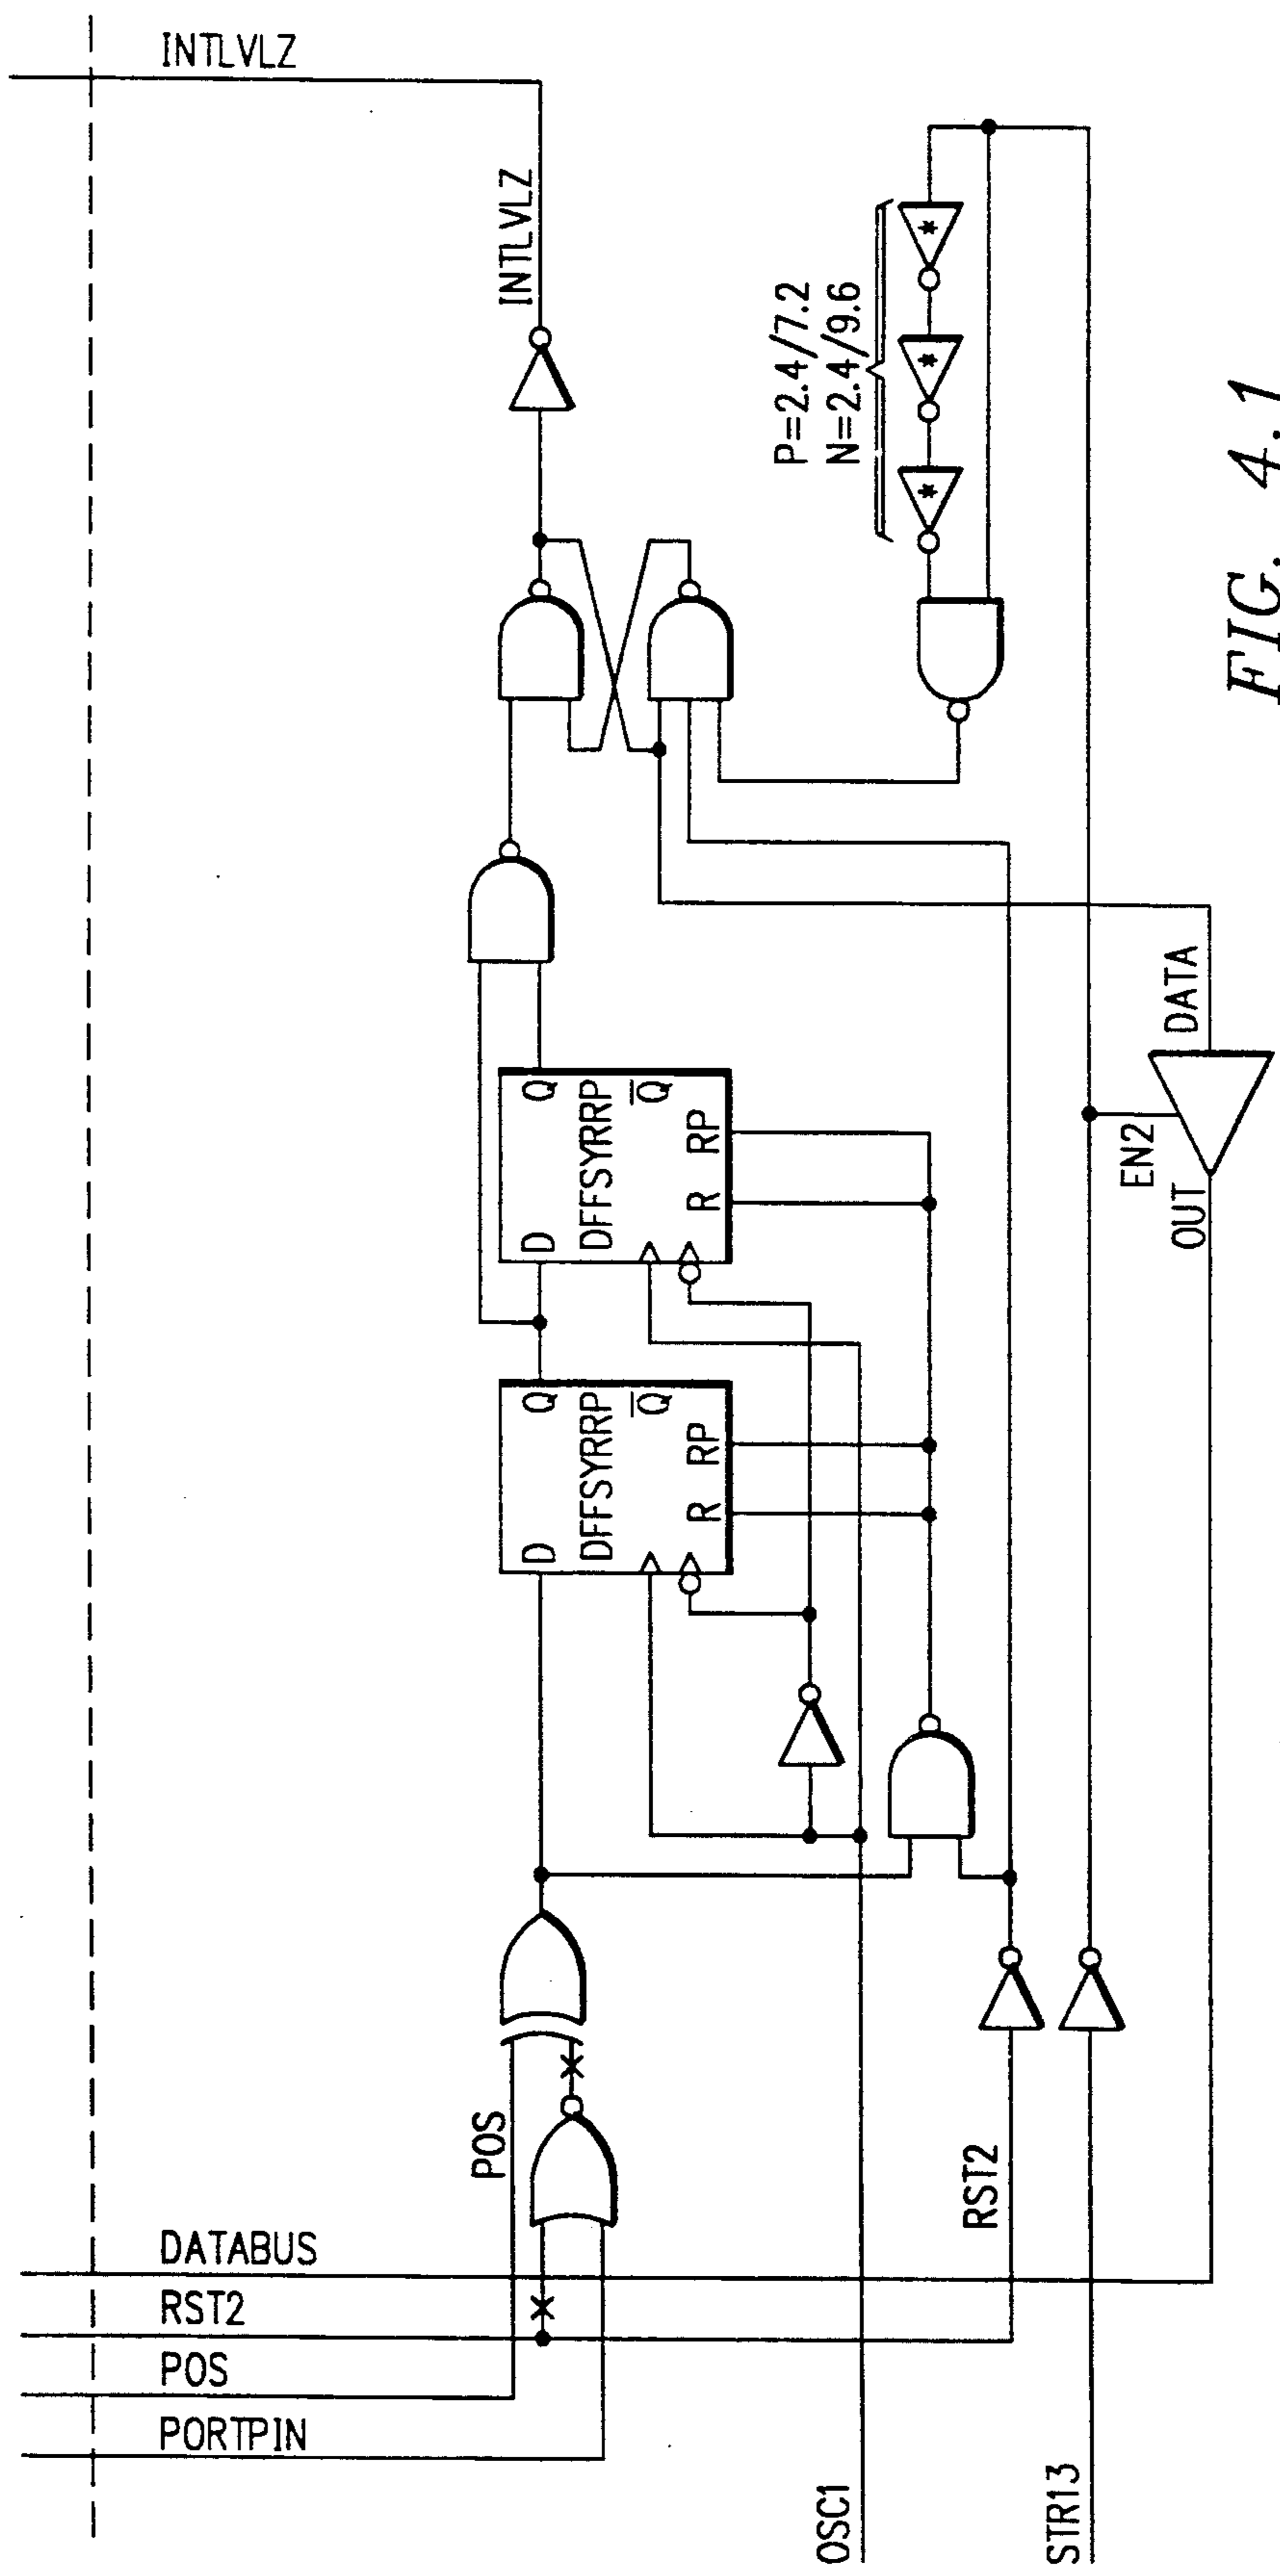 INTLVLZ
INTLVLZ
P=2.4/7.2
N=2.4/9.6
*
*
*
D
Q
DFFSYRRP
Q̅
R
RP
D
Q
DFFSYRRP
Q̅
R
RP
POS
DATABUS
RST2
POS
PORTPIN
RST2
OSC1
STR13
EN2
DATA
OUT
FIG. 4.1